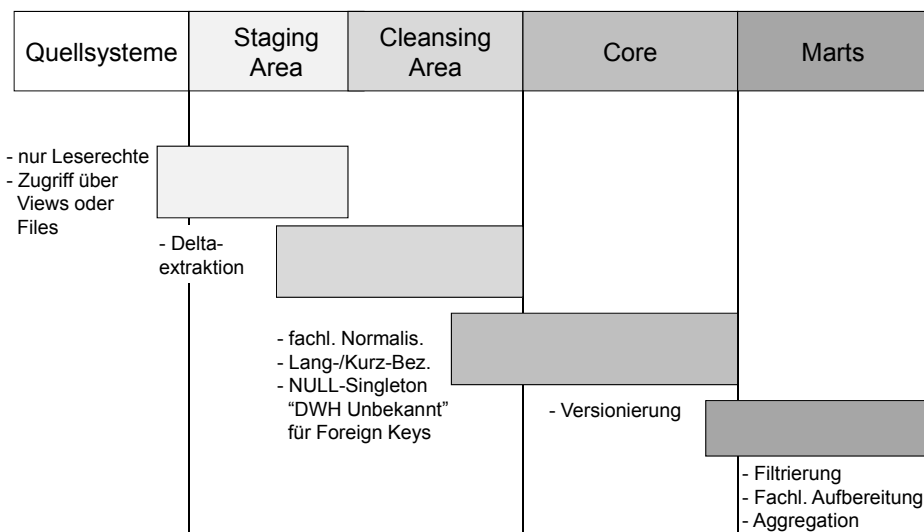 Quellsysteme
Staging
Area
Cleansing
Area
Core
Marts
- nur Leserechte
- Zugriff über
Views oder
Files
- Delta-
extraktion
- fachl. Normalis.
- Lang-/Kurz-Bez.
- NULL-Singleton
“DWH Unbekannt”
für Foreign Keys
- Versionierung
- Filtrierung
- Fachl. Aufbereitung
- Aggregation